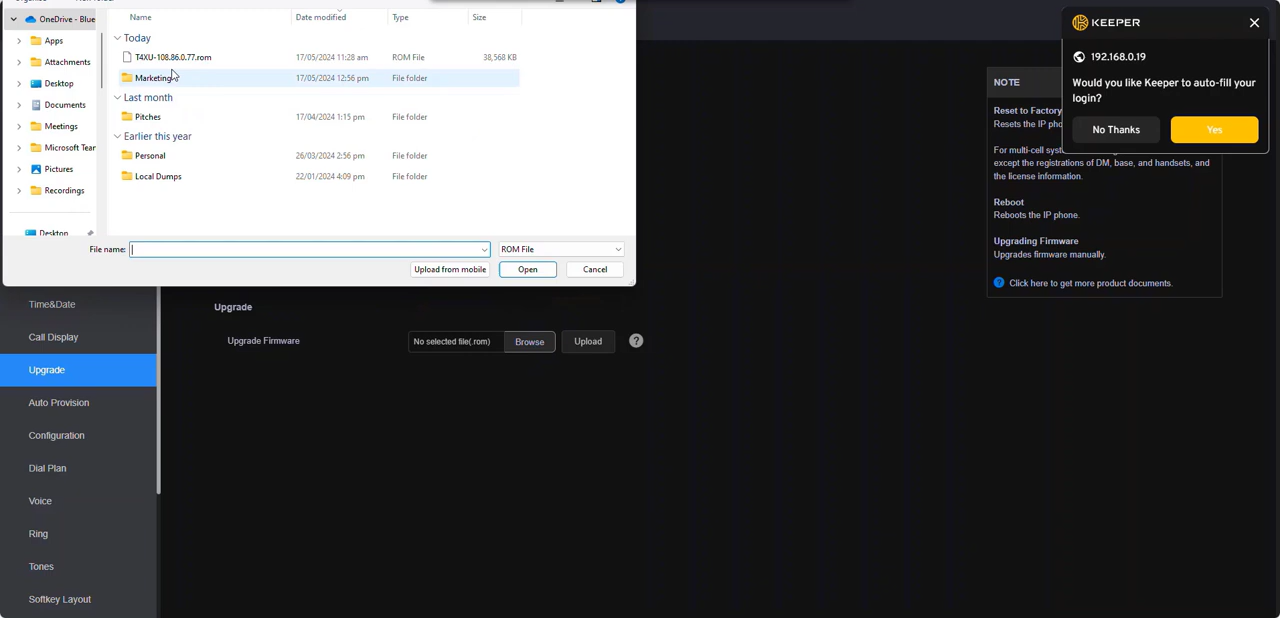 Name Date modified Type Size
OneDrive - Blue
Apps
Attachments
Desktop
Documents
Meetings
Microsoft Tean
Pictures
Recordings
Desktop
Today
T4XU-108.86.0.77.rom 17/05/2024 11:28 am ROM File 38,568 KB
Marketing 17/05/2024 12:56 pm File folder
Last month
Pitches 17/04/2024 1:15 pm File folder
Earlier this year
Personal 26/03/2024 2:56 pm File folder
Local Dumps 22/01/2024 4:09 pm File folder
File name: ROM File
Upload from mobile Open Cancel
KEEPER
192.168.0.19
Would you like Keeper to auto-fill your
login?
No Thanks Yes
NOTE
Reset to Factory
Resets the IP pho
For multi-cell syst
except the registrations of DM, base, and handsets, and
the license information.
Reboot
Reboots the IP phone.
Upgrading Firmware
Upgrades firmware manually.
? Click here to get more product documents.
Time&Date
Call Display
Upgrade
Auto Provision
Configuration
Dial Plan
Voice
Ring
Tones
Softkey Layout
Upgrade
Upgrade Firmware No selected file(.rom) Browse Upload ?